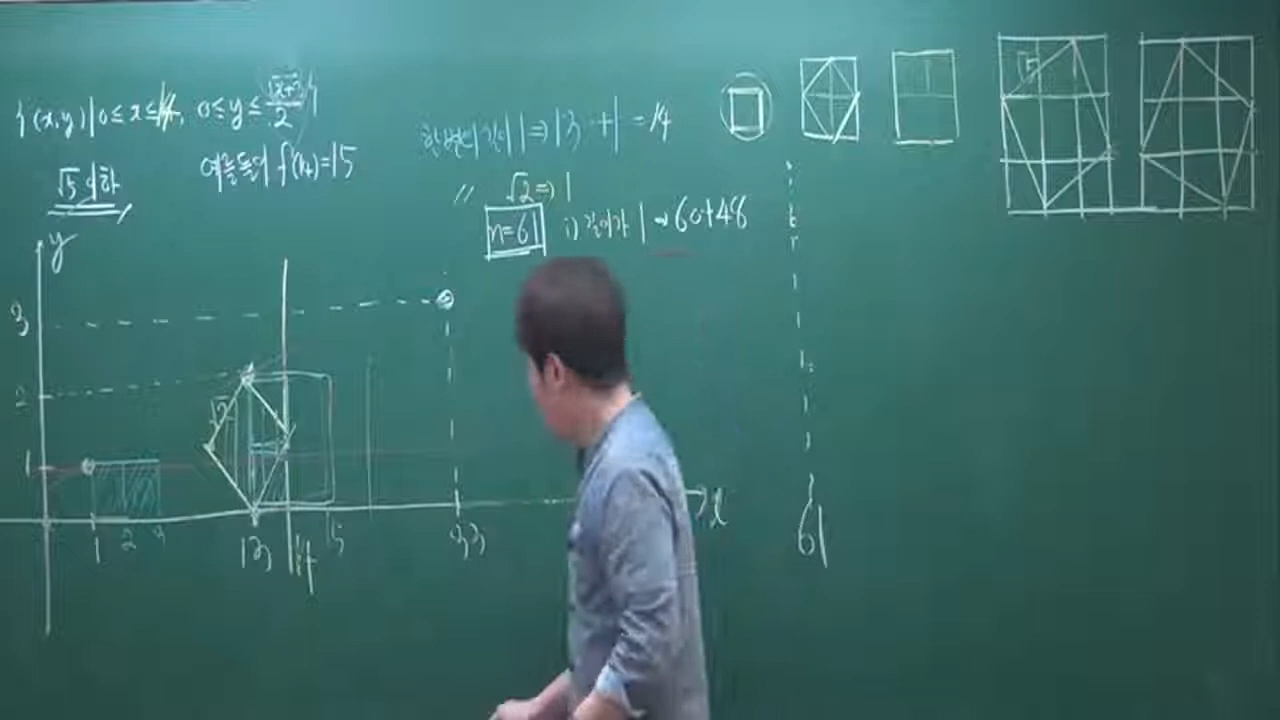 {(x,y)|0≤x≤
, 0≤y≤ √x+3/2 }
√5 이하
예를들어 f(14)=15
한 변의 길이 1 ⇒ 13 + 1 = 14
〃 √2 ⇒ 1
n=61
i) 길이가 1 ⇒ 60+48
√5
y
3
2
√2
1
1 2 3 13 14 15 33
x
61